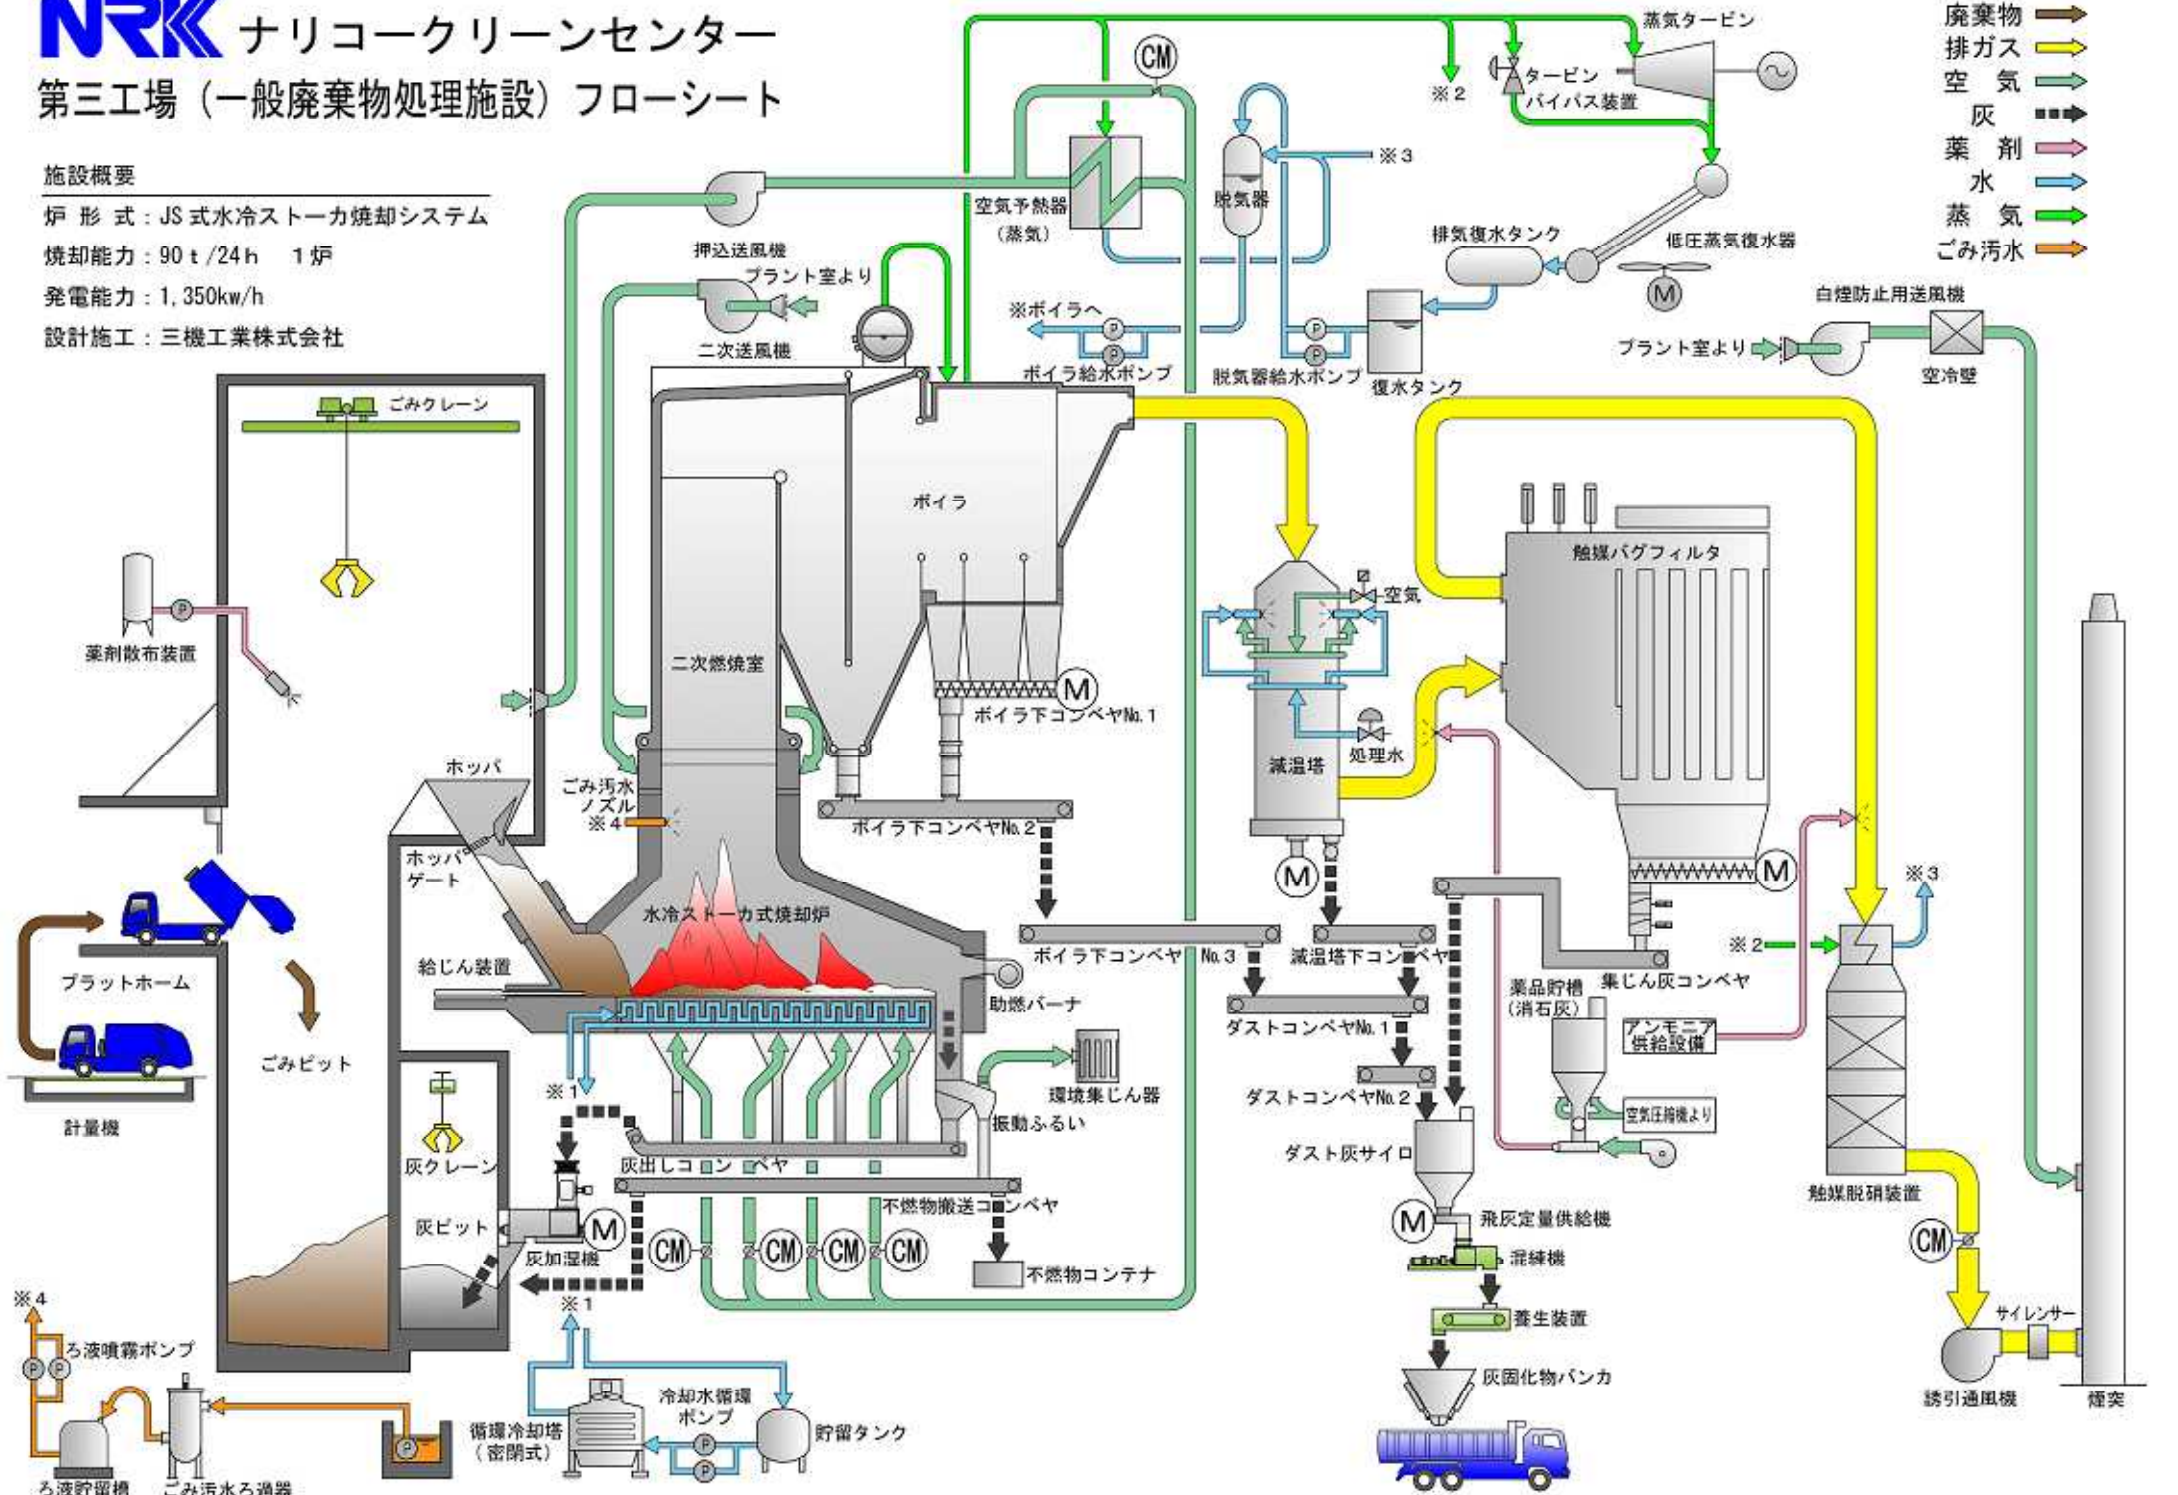 NRK ナリコークリーンセンター
第三工場（一般廃棄物処理施設）フローシート
施設概要
炉 形 式：JS式水冷ストーカ焼却システム
焼却能力：90ｔ/24ｈ　１炉
発電能力：1,350kw/h
設計施工：三機工業株式会社
廃棄物
排ガス
空　気
灰
薬　剤
水
蒸　気
ごみ汚水
蒸気タービン
タービン
バイパス装置
※２
CM
※３
脱気器
空気予熱器
（蒸気）
押込送風機
プラント室より
二次送風機
排気復水タンク
低圧蒸気復水器
M
※ボイラへ
P
P
ボイラ給水ポンプ
P
P
脱気器給水ポンプ
復水タンク
白煙防止用送風機
プラント室より
空冷壁
ごみクレーン
ボイラ
触媒バグフィルタ
空気
薬剤散布装置
P
二次燃焼室
M
ボイラ下コンベヤ№.1
処理水
減温塔
ホッパ
ごみ汚水
ノズル
※４
ボイラ下コンベヤ№.2
ホッパ
ゲート
M
M
※３
水冷ストーカ式焼却炉
※２
給じん装置
ボイラ下コンベヤ №.3
減温塔下コンベヤ
集じん灰コンベヤ
プラットホーム
助燃バーナ
薬品貯槽
（消石灰）
ダストコンベヤ№.1
アンモニア
供給設備
ごみピット
※１
環境集じん器
ダストコンベヤ№.2
空気圧縮機より
計量機
振動ふるい
灰クレーン
灰出しコンベヤ
ダスト灰サイロ
触媒脱硝装置
不燃物搬送コンベヤ
灰ピット
M
灰加湿機
CM
CM
CM
CM
M
飛灰定量供給機
混練機
CM
不燃物コンテナ
※４
※１
養生装置
サイレンサー
ろ液噴霧ポンプ
P
P
冷却水循環
ポンプ
灰固化物バンカ
誘引通風機
煙突
循環冷却塔
（密閉式）
P
P
貯留タンク
P
ろ液貯留槽
ごみ汚水ろ過器